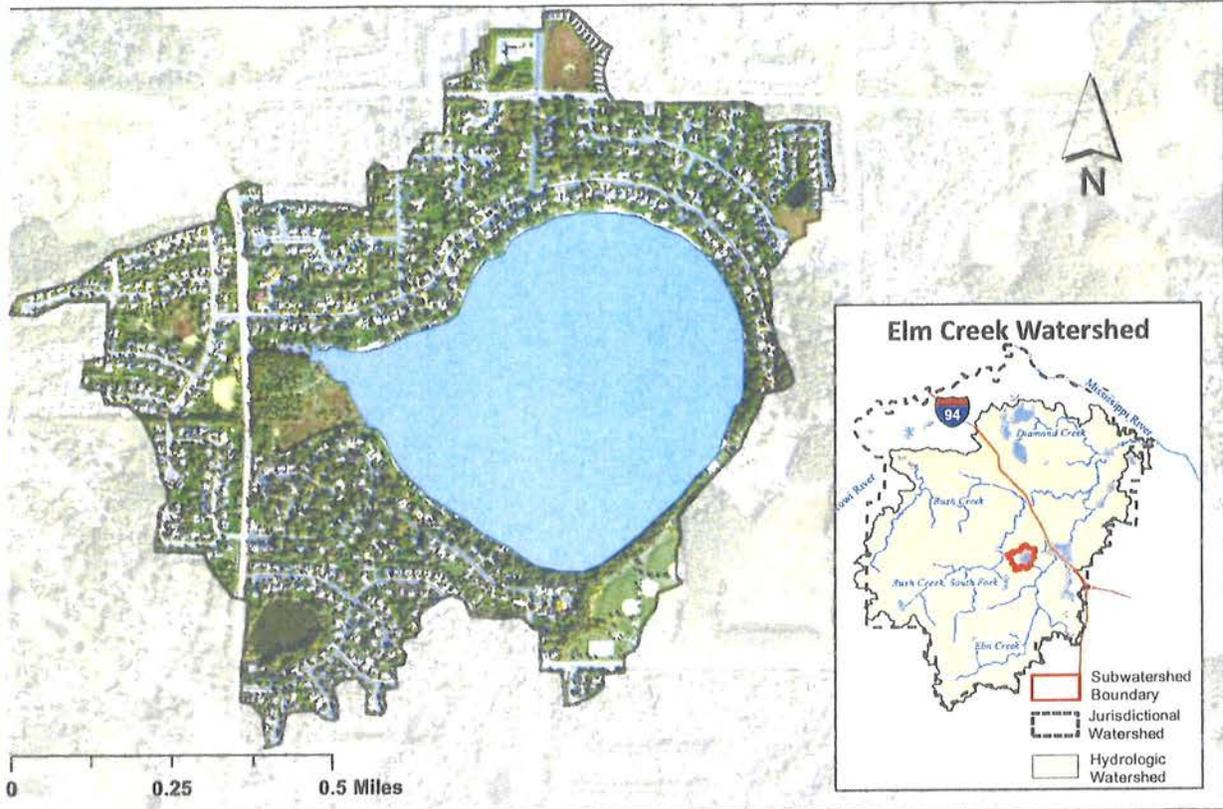 N
0
0.25
0.5 Miles
Elm Creek Watershed
94
Mississippi River
Diamond Creek
Rush Creek
River
Rush Creek, South Fork
Elm Creek
Subwatershed
Boundary
Jurisdictional
Watershed
Hydrologic
Watershed